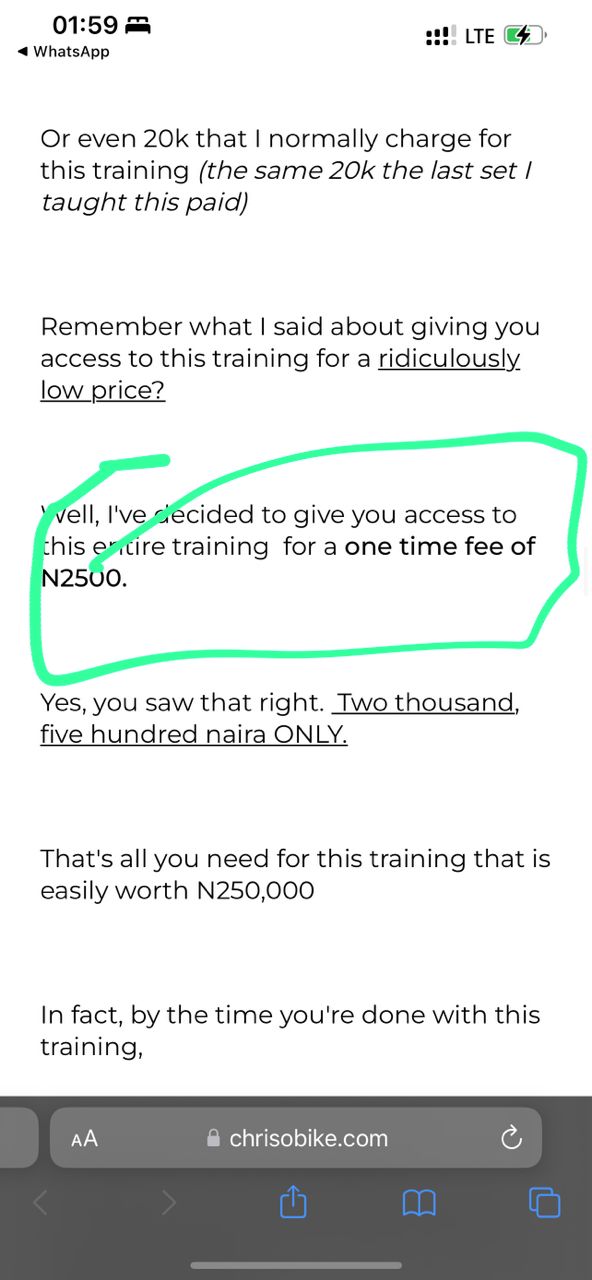 01:59
LTE
WhatsApp
Or even 20k that I normally charge for
this training (the same 20k the last set I
taught this paid)
Remember what I said about giving you
access to this training for a ridiculously
low price?
Well, I've decided to give you access to
this entire training for a one time fee of
N2500.
Yes, you saw that right. Two thousand,
five hundred naira ONLY.
That's all you need for this training that is
easily worth N250,000
In fact, by the time you're done with this
training,
AA
chrisobike.com